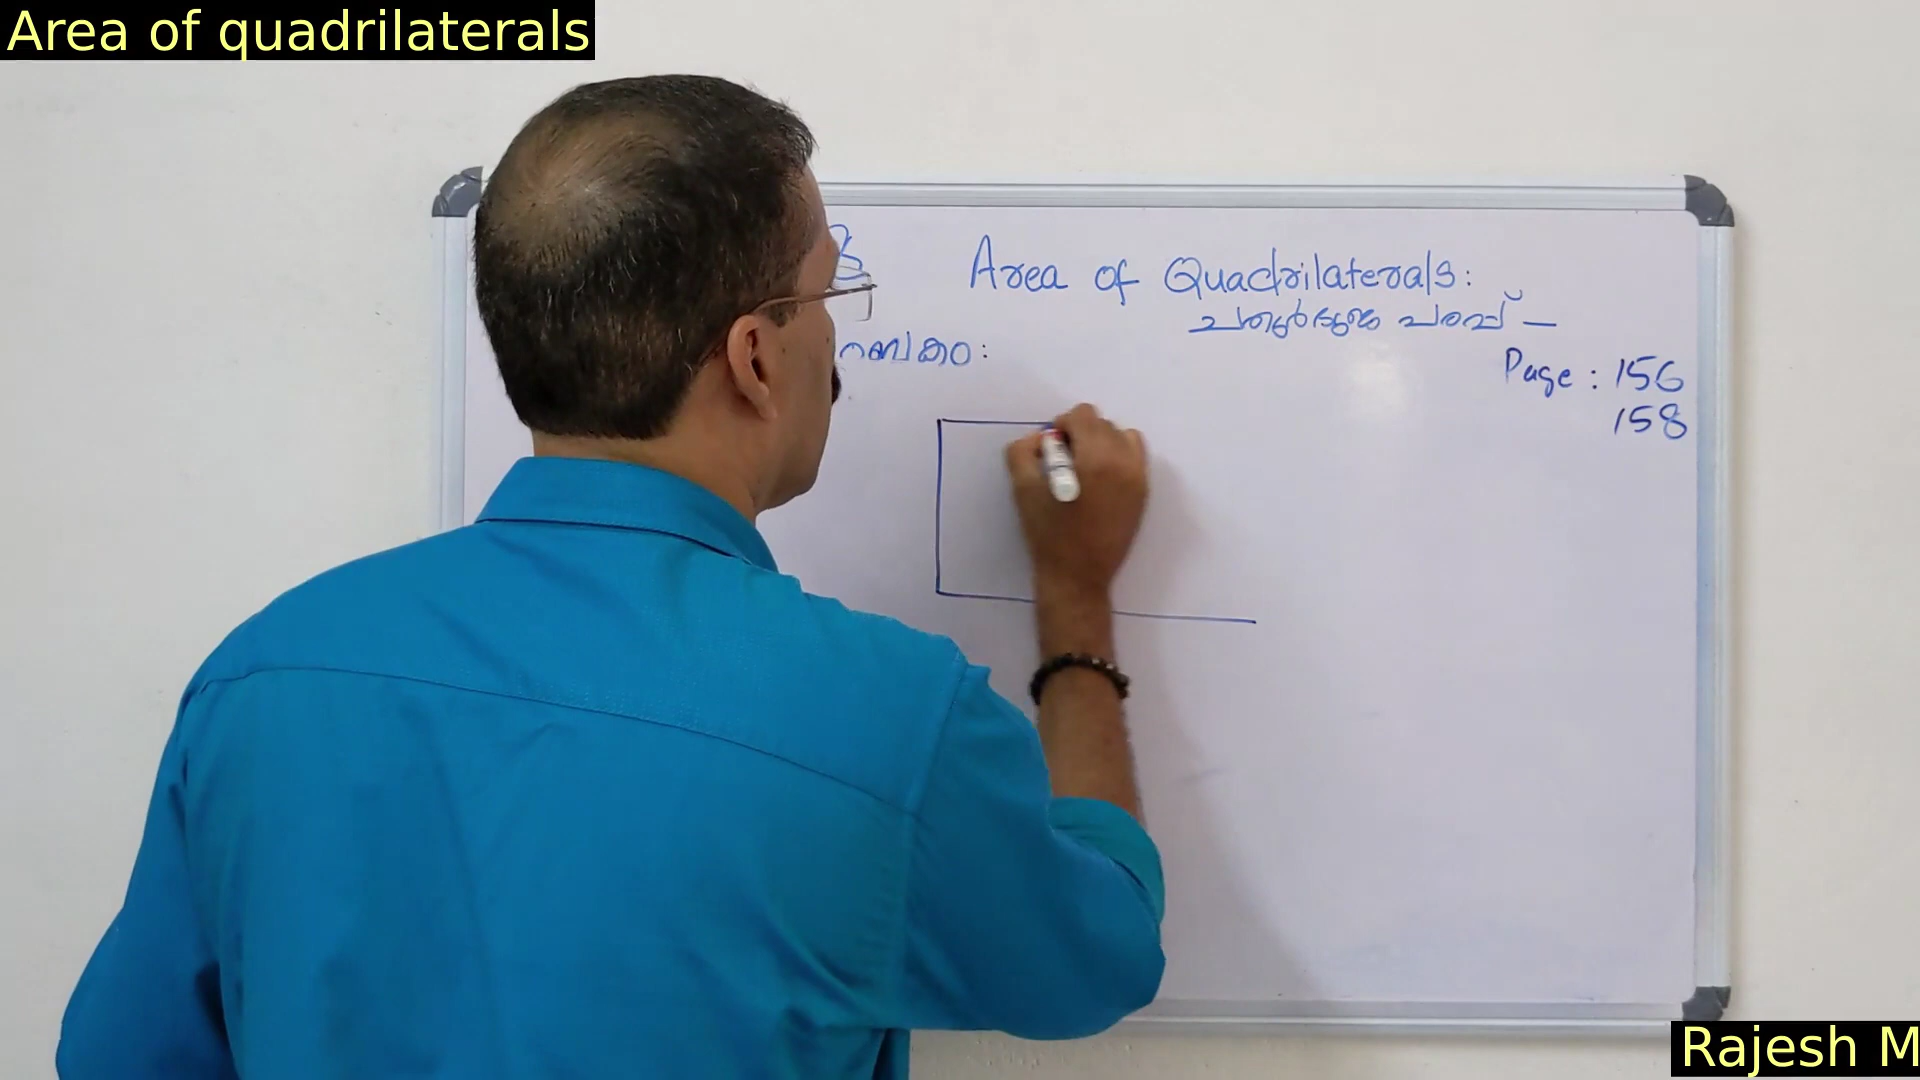 Area of quadrilaterals
Area of Quadrilaterals:
ചതുർഭുജ പരപ്പ് –
Page : 156
158
Rajesh M